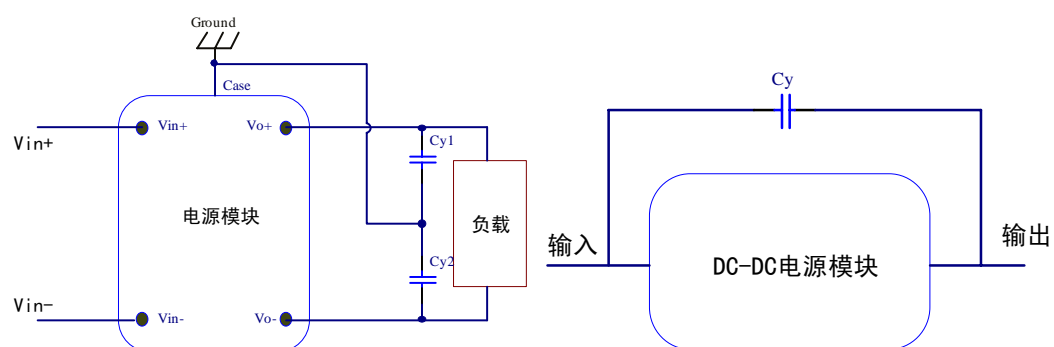 Ground
Case
Vin+
Vin+
Vo+
Cy1
电源模块
负载
Cy2
Vin-
Vin-
Vo-
Cy
输入
DC-DC电源模块
输出